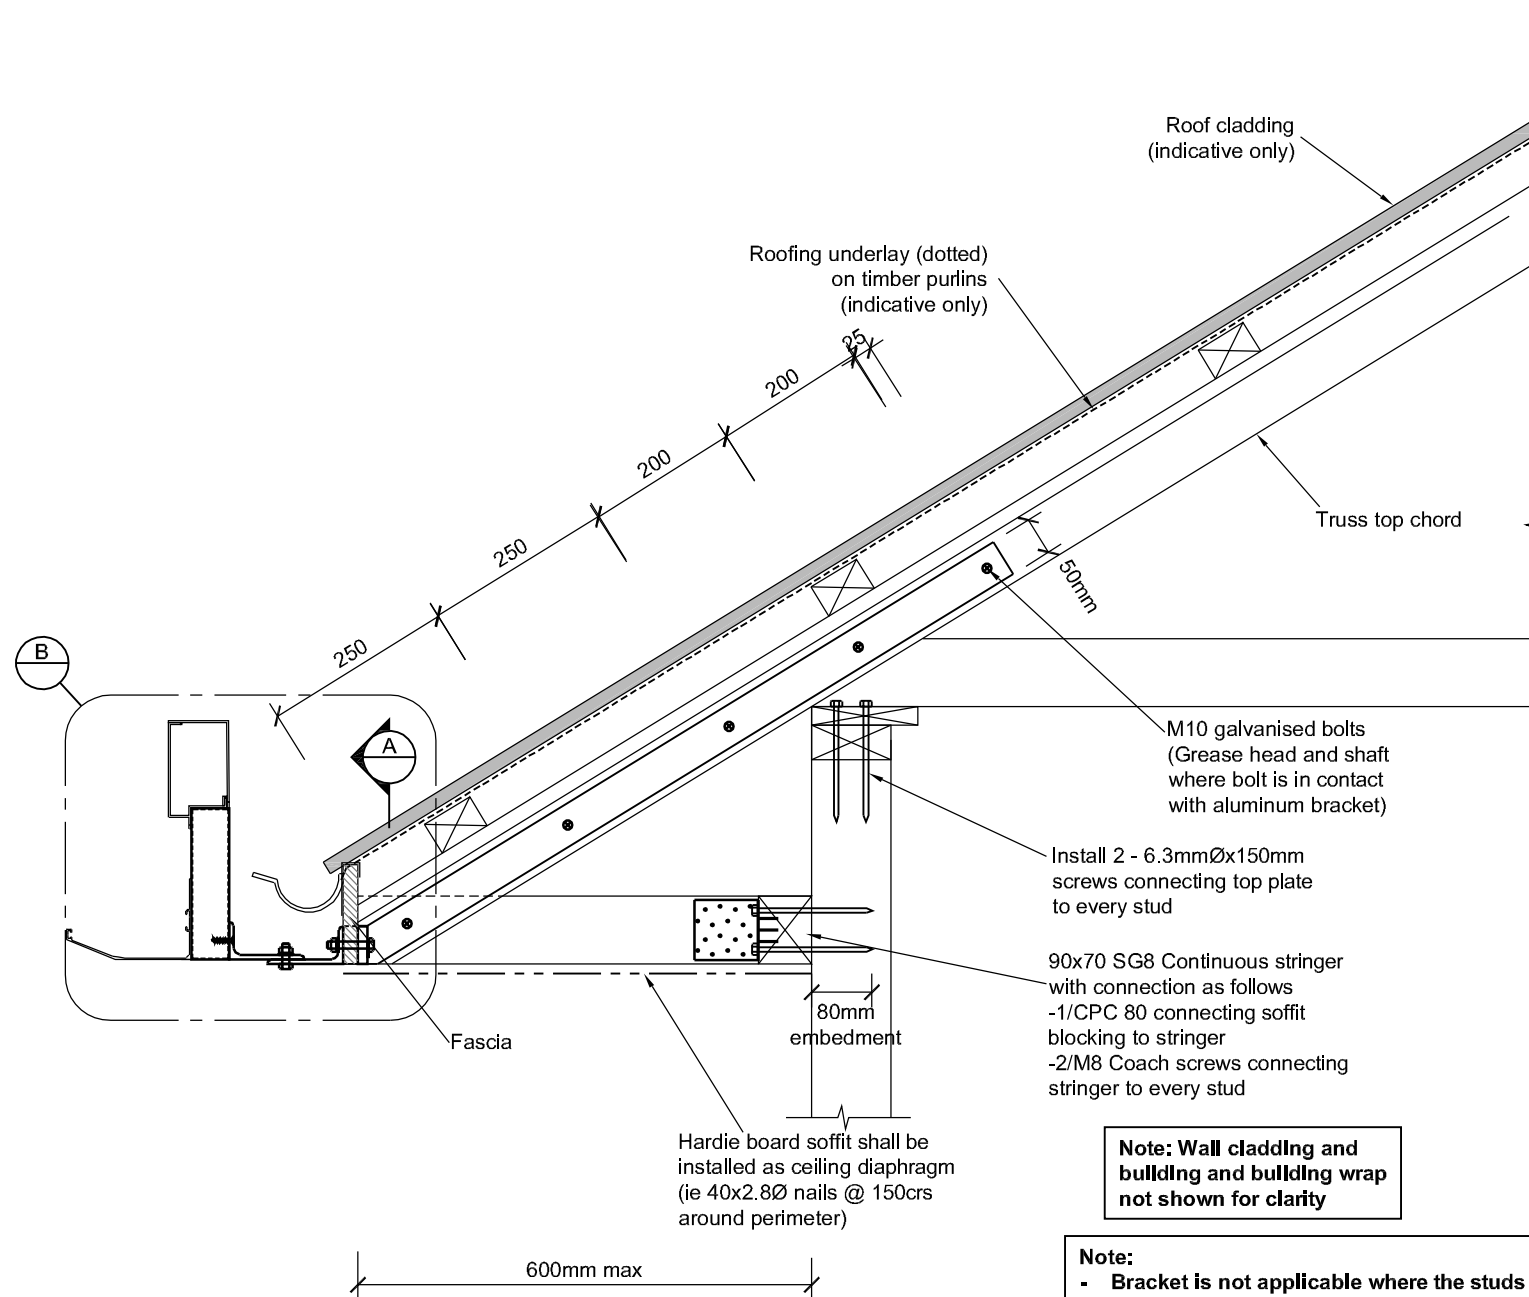 Roof cladding
(indicative only)
Roofing underlay (dotted)
on timber purlins
(indicative only)
25
200
200
250
250
Truss top chord
50mm
B
A
M10 galvanised bolts
(Grease head and shaft
where bolt is in contact
with aluminum bracket)
Install 2 - 6.3mmØx150mm
screws connecting top plate
to every stud
90x70 SG8 Continuous stringer
with connection as follows
-1/CPC 80 connecting soffit
blocking to stringer
-2/M8 Coach screws connecting
stringer to every stud
80mm
embedment
Fascia
Hardie board soffit shall be
installed as ceiling diaphragm
(ie 40x2.8Ø nails @ 150crs
around perimeter)
Note: Wall cladding and
building and building wrap
not shown for clarity
600mm max
Note:
- Bracket is not applicable where the studs